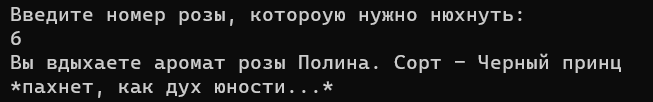 Введите номер розы, котороую нужно нюхнуть:
6
Вы вдыхаете аромат розы Полина. Сорт - Черный принц
*пахнет, как дух юности...*